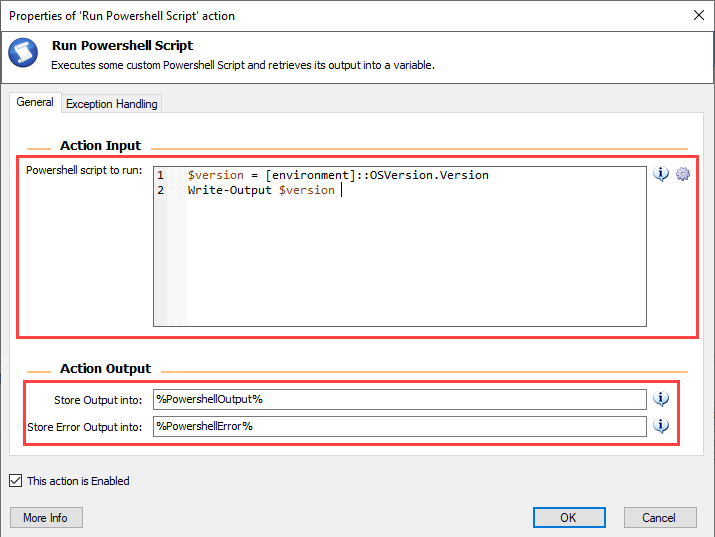 Properties of 'Run Powershell Script' action
Run Powershell Script
Executes some custom Powershell Script and retrieves its output into a variable.
General
Exception Handling
Action Input
Powershell script to run:
1 $version = [environment]::OSVersion.Version
2 Write-Output $version
Action Output
Store Output into: %PowershellOutput%
Store Error Output into: %PowershellError%
This action is Enabled
More Info
OK
Cancel